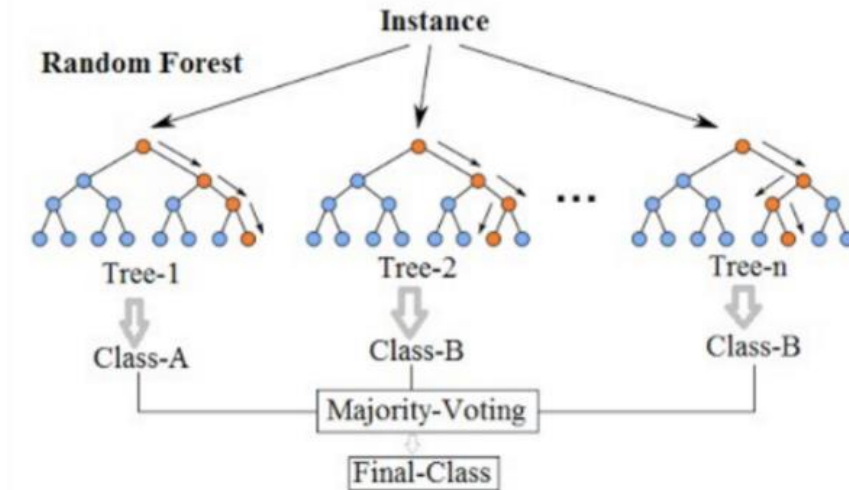 Instance
Random Forest
...
Tree-1
Tree-2
Tree-n
Class-A
Class-B
Class-B
Majority-Voting
Final-Class